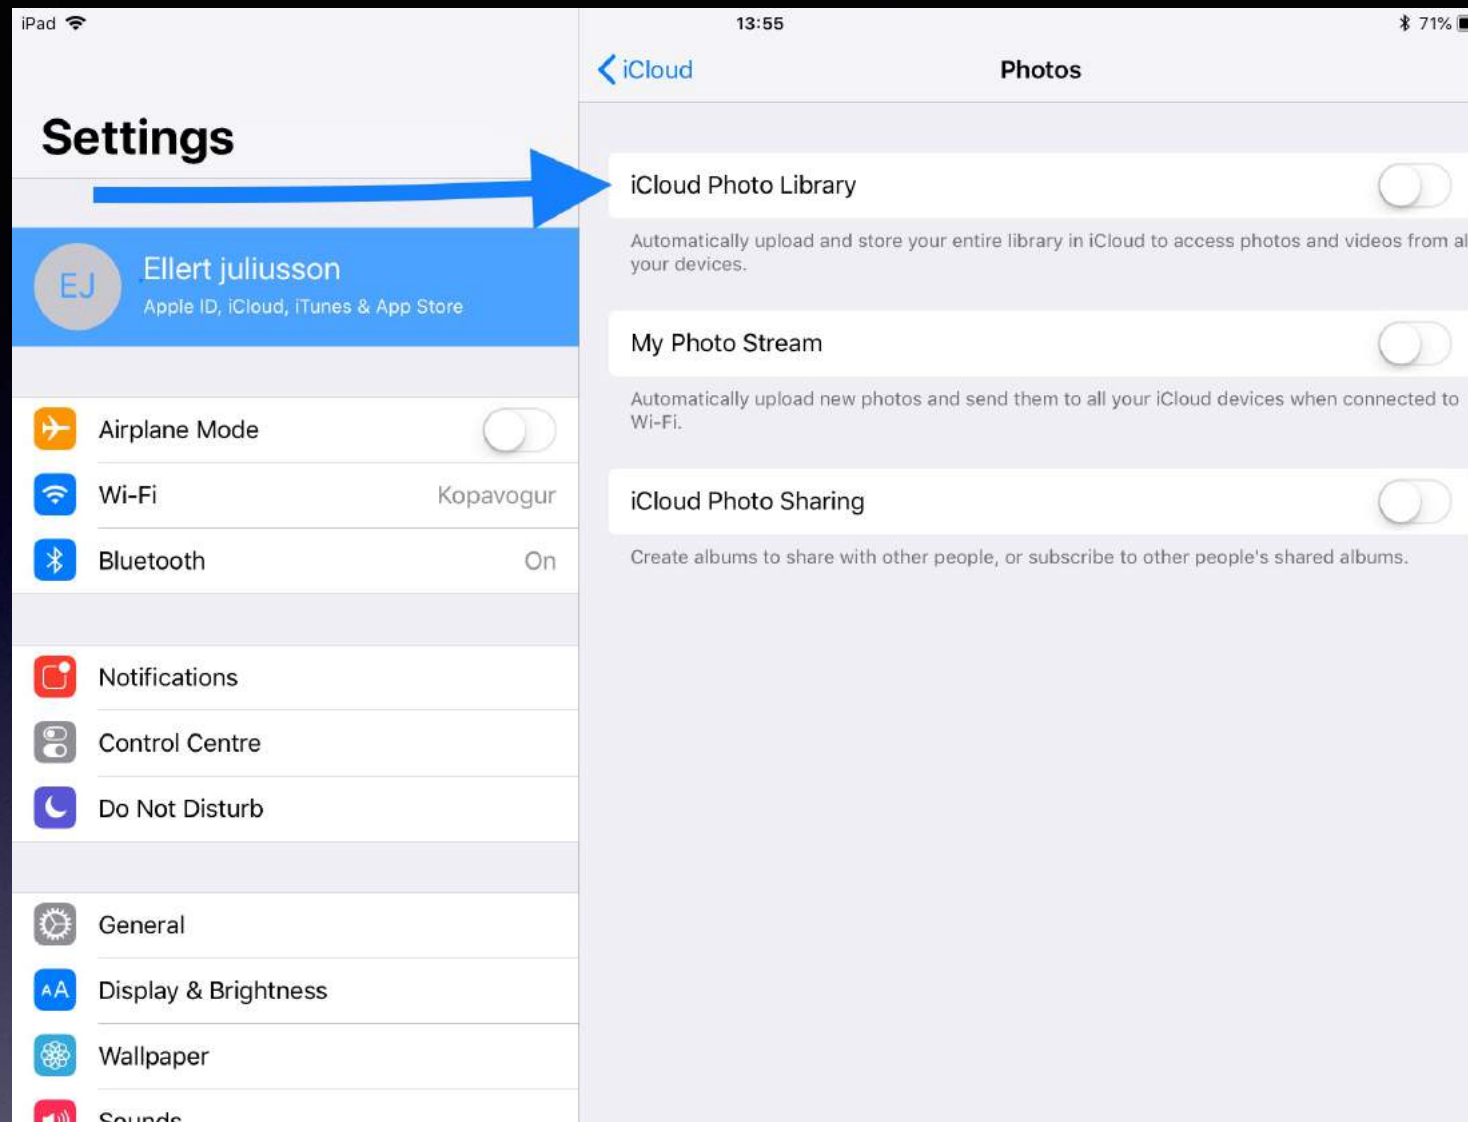 iPad
13:55
71%
Settings
Ellert juliusson
EJ
Apple ID, iCloud, iTunes & App Store
Airplane Mode
Wi-Fi Kopavogur
Bluetooth On
Notifications
Control Centre
Do Not Disturb
General
AA Display & Brightness
Wallpaper
Sounds
iCloud Photos
iCloud Photo Library
Automatically upload and store your entire library in iCloud to access photos and videos from al
your devices.
My Photo Stream
Automatically upload new photos and send them to all your iCloud devices when connected to
Wi-Fi.
iCloud Photo Sharing
Create albums to share with other people, or subscribe to other people's shared albums.